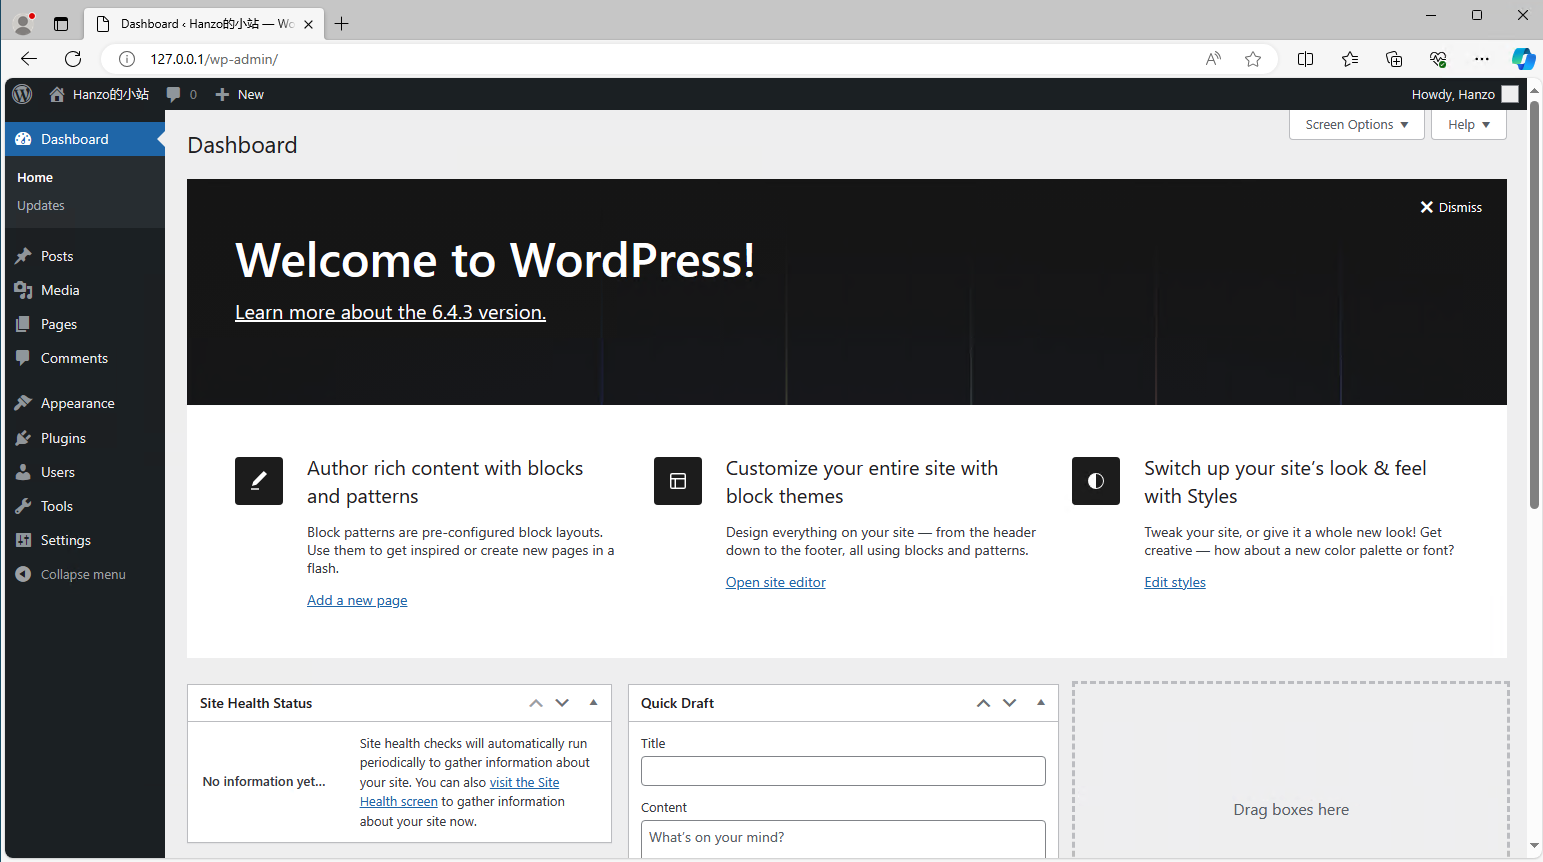 Dashboard ‹ Hanzo的小站 — Wo
127.0.0.1/wp-admin/
Hanzo的小站 0 New Howdy, Hanzo
Dashboard
Home
Updates
Posts
Media
Pages
Comments
Appearance
Plugins
Users
Tools
Settings
Collapse menu
Screen Options Help
Dashboard
Dismiss
Welcome to WordPress!
Learn more about the 6.4.3 version.
Author rich content with blocks
and patterns
Block patterns are pre-configured block layouts.
Use them to get inspired or create new pages in a
flash.
Add a new page
Customize your entire site with
block themes
Design everything on your site — from the header
down to the footer, all using blocks and patterns.
Open site editor
Switch up your site’s look & feel
with Styles
Tweak your site, or give it a whole new look! Get
creative — how about a new color palette or font?
Edit styles
Site Health Status
No information yet…
Site health checks will automatically run
periodically to gather information about
your site. You can also visit the Site
Health screen to gather information
about your site now.
Quick Draft
Title
Content
What’s on your mind?
Drag boxes here